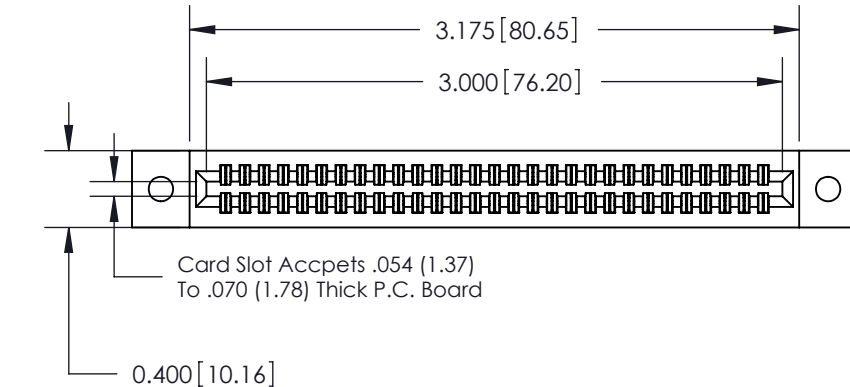 3.175[80.65]
3.000[76.20]
Card Slot Accpets .054 (1.37)
To .070 (1.78) Thick P.C. Board
0.400[10.16]